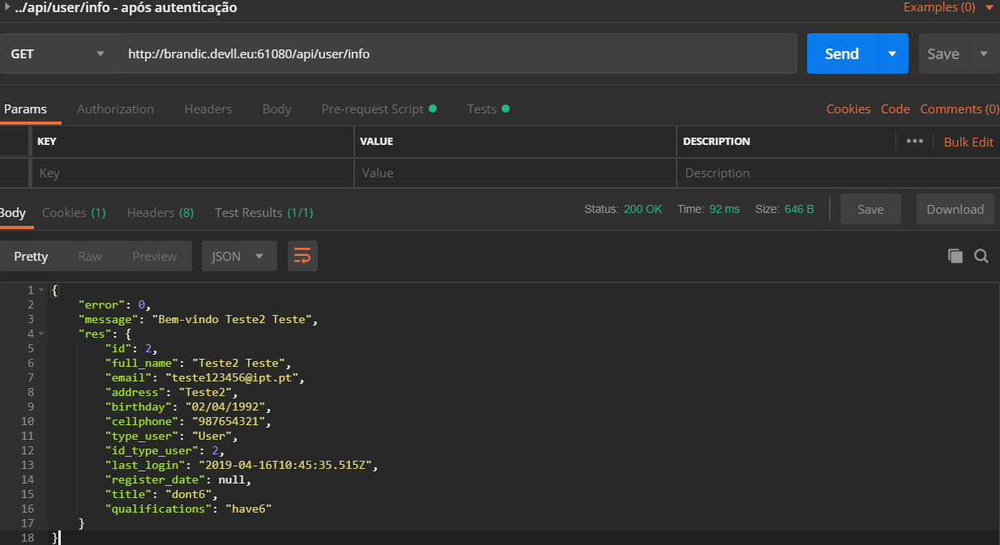 ../api/user/info - após autenticação Examples (0)
GET http://brandic.devll.eu:61080/api/user/info Send Save
Params Authorization Headers Body Pre-request Script Tests Cookies Code Comments (0)
KEY VALUE DESCRIPTION ••• Bulk Edit
Key Value Description
Body Cookies (1) Headers (8) Test Results (1/1) Status: 200 OK Time: 92 ms Size: 646 B Save Download
Pretty Raw Preview JSON
1 {
2 "error": 0,
3 "message": "Bem-vindo Teste2 Teste",
4 "res": {
5 "id": 2,
6 "full_name": "Teste2 Teste",
7 "email": "teste123456@ipt.pt",
8 "address": "Teste2",
9 "birthday": "02/04/1992",
10 "cellphone": "987654321",
11 "type_user": "User",
12 "id_type_user": 2,
13 "last_login": "2019-04-16T10:45:35.515Z",
14 "register_date": null,
15 "title": "dont6",
16 "qualifications": "have6"
17 }
18 }